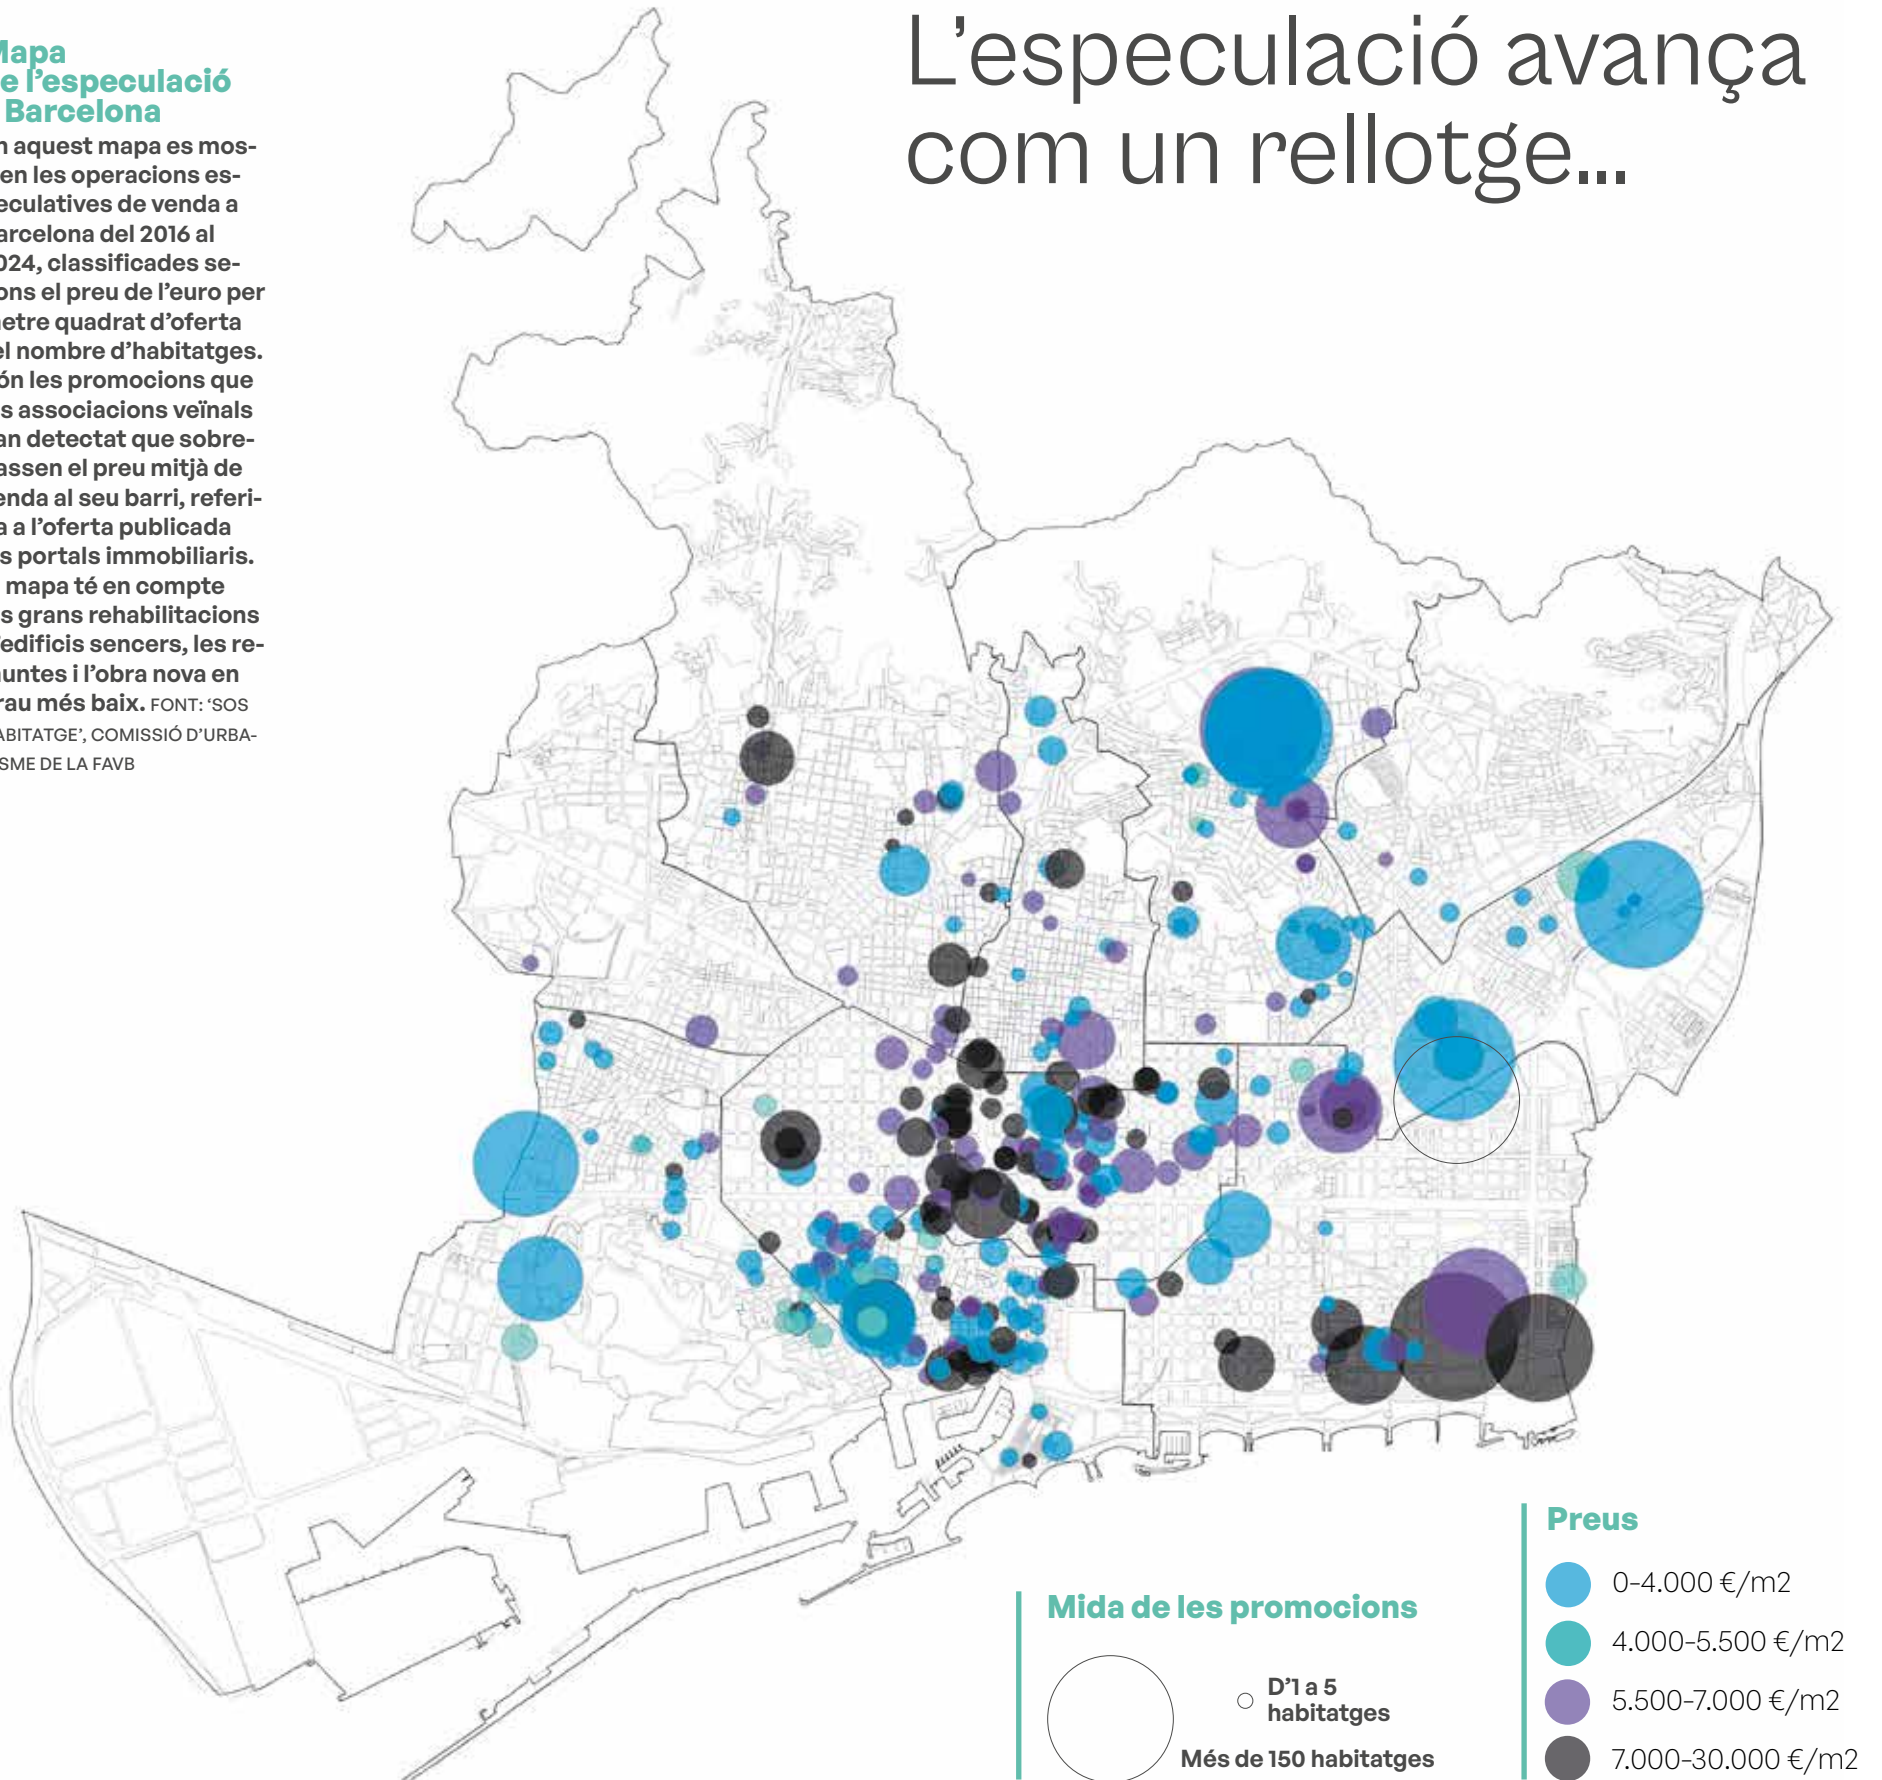 L'especulació avança
com un rellotge...
Mapa
e l'especulació
Barcelona
n aquest mapa es mos-
en les operacions es-
eculatives de venda a
arcelona del 2016 al
024, classificades se-
ons el preu de l'euro per
etre quadrat d'oferta
el nombre d'habitatges.
ón les promocions que
s associacions veïnals
an detectat que sobre-
assen el preu mitjà de
enda al seu barri, referi-
a a l'oferta publicada
s portals immobiliaris.
mapa té en compte
s grans rehabilitacions
'edificis sencers, les re-
untes i l'obra nova en
rau més baix. FONT: 'SOS
ABITATGE', COMISSIÓ D'URBA-
SME DE LA FAVB
Mida de les promocions
D'1 a 5
habitatges
Més de 150 habitatges
Preus
0-4.000 €/m2
4.000-5.500 €/m2
5.500-7.000 €/m2
7.000-30.000 €/m2